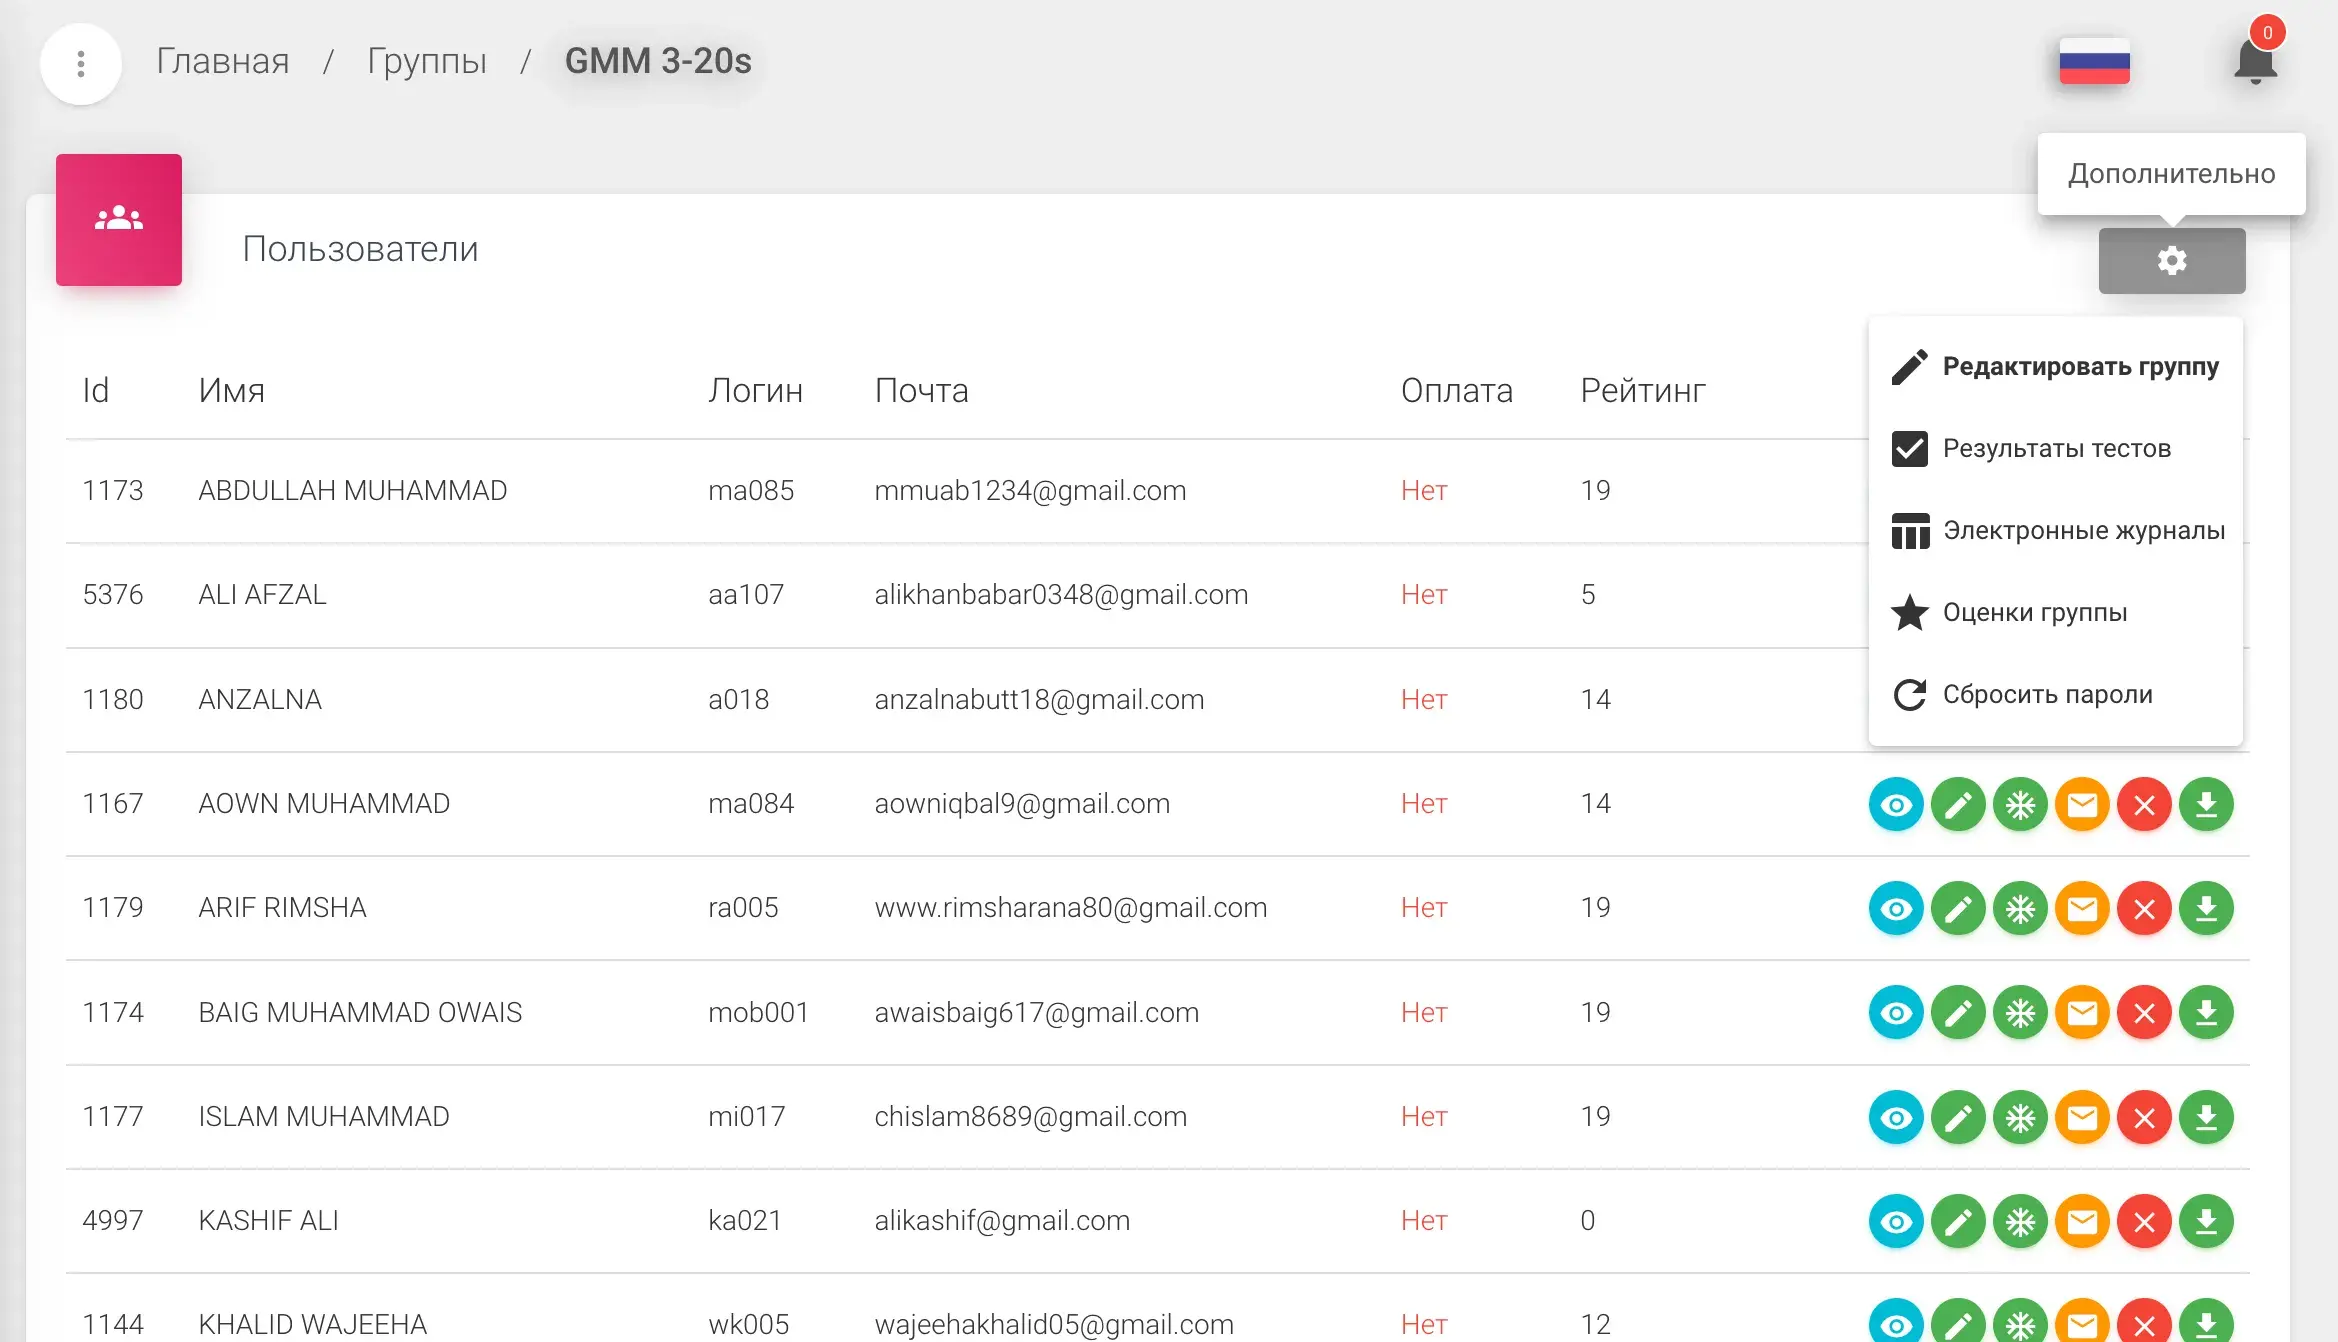 Главная / Группы / GMM 3-20s
0
Дополнительно
Пользователи
Id Имя Логин Почта Оплата Рейтинг
Редактировать группу
Результаты тестов
Электронные журналы
Оценки группы
Сбросить пароли
1173 ABDULLAH MUHAMMAD ma085 mmuab1234@gmail.com Нет 19
5376 ALI AFZAL aa107 alikhanbabar0348@gmail.com Нет 5
1180 ANZALNA a018 anzalnabutt18@gmail.com Нет 14
1167 AOWN MUHAMMAD ma084 aowniqbal9@gmail.com Нет 14
1179 ARIF RIMSHA ra005 www.rimsharana80@gmail.com Нет 19
1174 BAIG MUHAMMAD OWAIS mob001 awaisbaig617@gmail.com Нет 19
1177 ISLAM MUHAMMAD mi017 chislam8689@gmail.com Нет 19
4997 KASHIF ALI ka021 alikashif@gmail.com Нет 0
1144 KHALID WAJEEHA wk005 wajeehakhalid05@gmail.com Нет 12